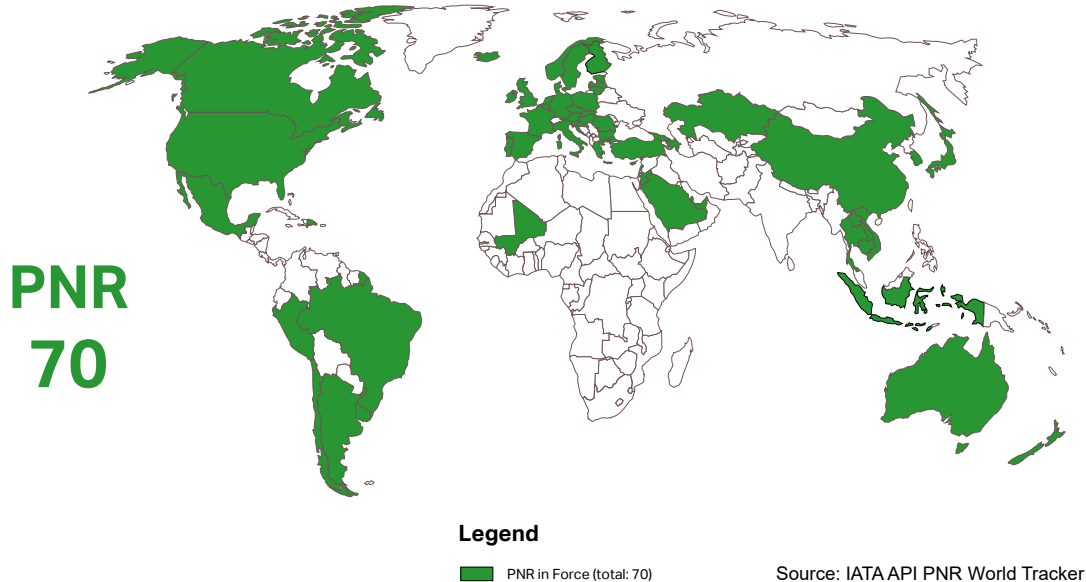 PNR
70
Legend
PNR in Force (total: 70)
Source: IATA API PNR World Tracker